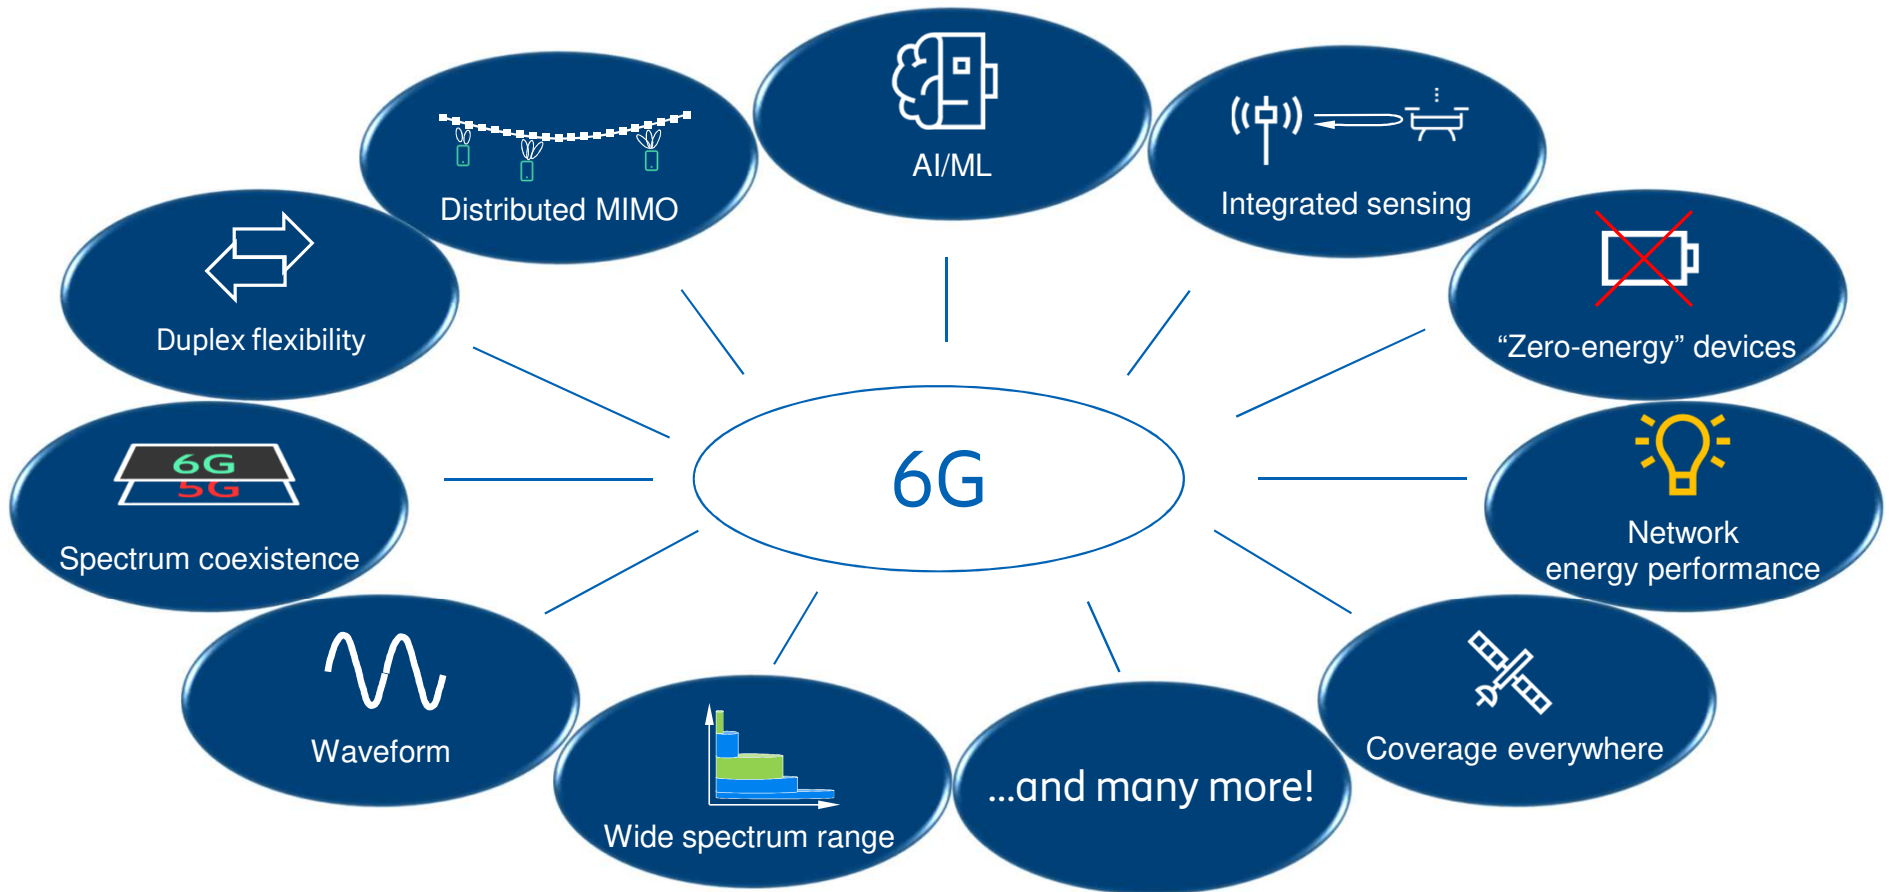 AI/ML
Distributed MIMO
Integrated sensing
Duplex flexibility
“Zero-energy” devices
6G
5G
Spectrum coexistence
6G
Network
energy performance
Waveform
Coverage everywhere
Wide spectrum range
...and many more!